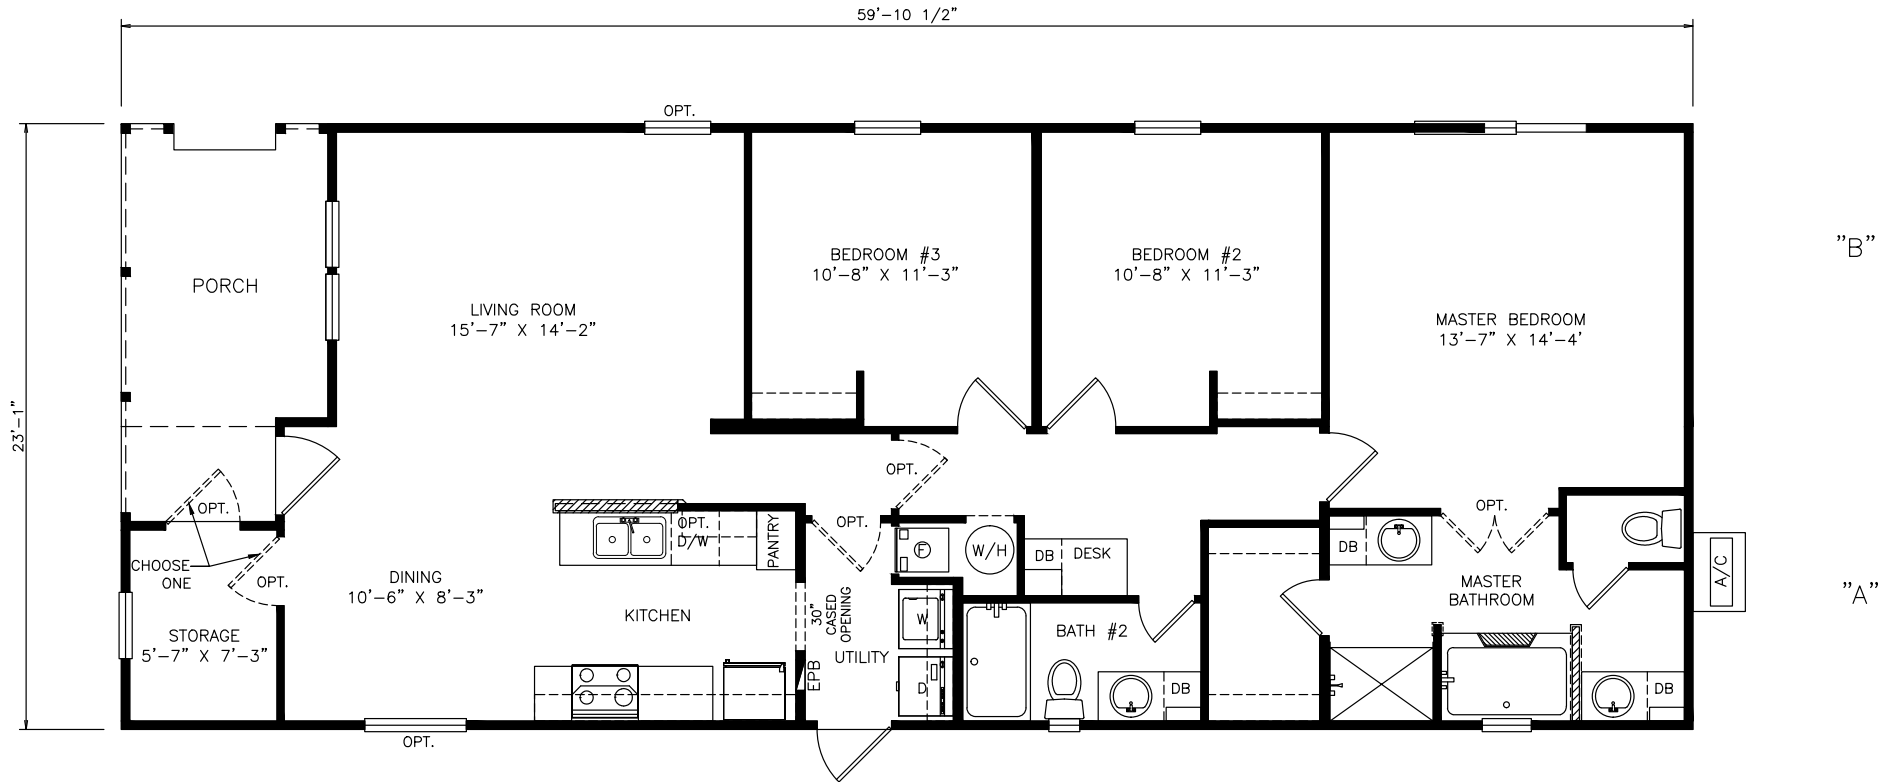 59'-10 1/2"
OPT.
23'-1"
PORCH
LIVING ROOM
15'-7" X 14'-2"
BEDROOM #3
10'-8" X 11'-3"
BEDROOM #2
10'-8" X 11'-3"
MASTER BEDROOM
13'-7" X 14'-4'
"B"
OPT.
OPT.
OPT.
CHOOSE
ONE
OPT.
STORAGE
5'-7" X 7'-3"
DINING
10'-6" X 8'-3"
OPT.
KITCHEN
OPT.
D/W
PANTRY
OPT.
30"
CASED
OPENING
EPB
UTILITY
F
W/H
W
D
DB
DESK
BATH #2
DB
DB
MASTER
BATHROOM
DB
A/C
"A"